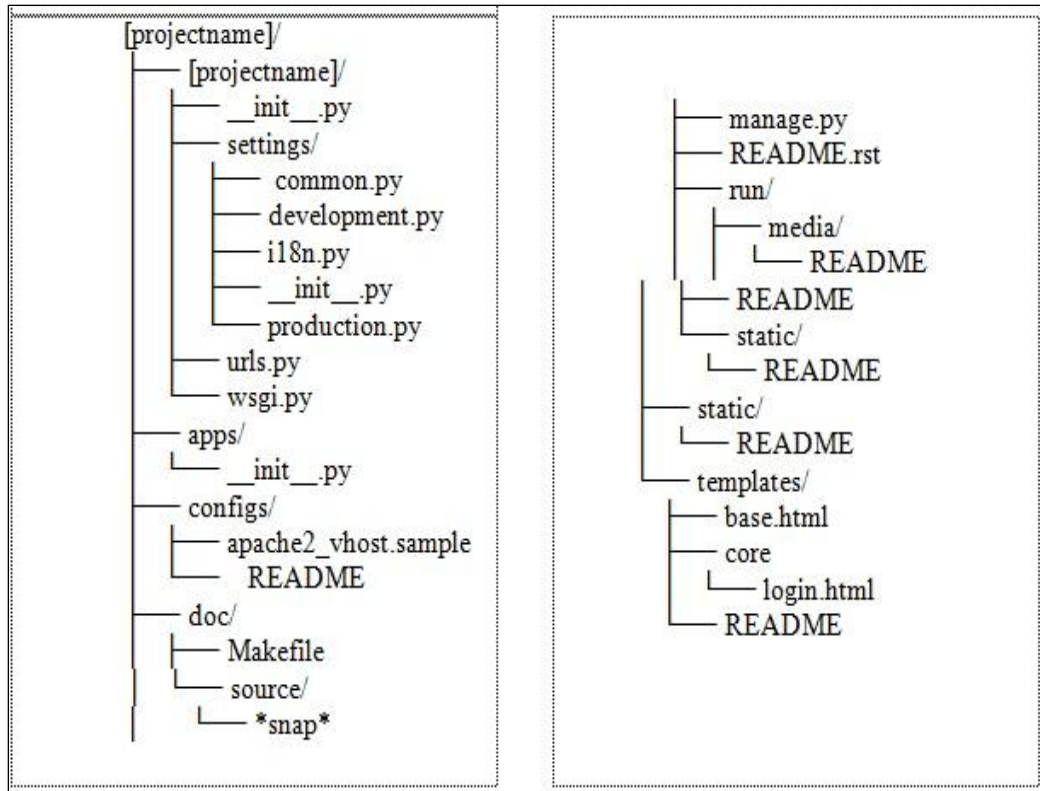 [projectname]/
[projectname]/
__init__.py
settings/
common.py
development.py
i18n.py
__init__.py
production.py
urls.py
wsgi.py
apps/
__init__.py
configs/
apache2_vhost.sample
README
doc/
Makefile
source/
*snap*
manage.py
README.rst
run/
media/
README
README
static/
README
static/
README
templates/
base.html
core
login.html
README